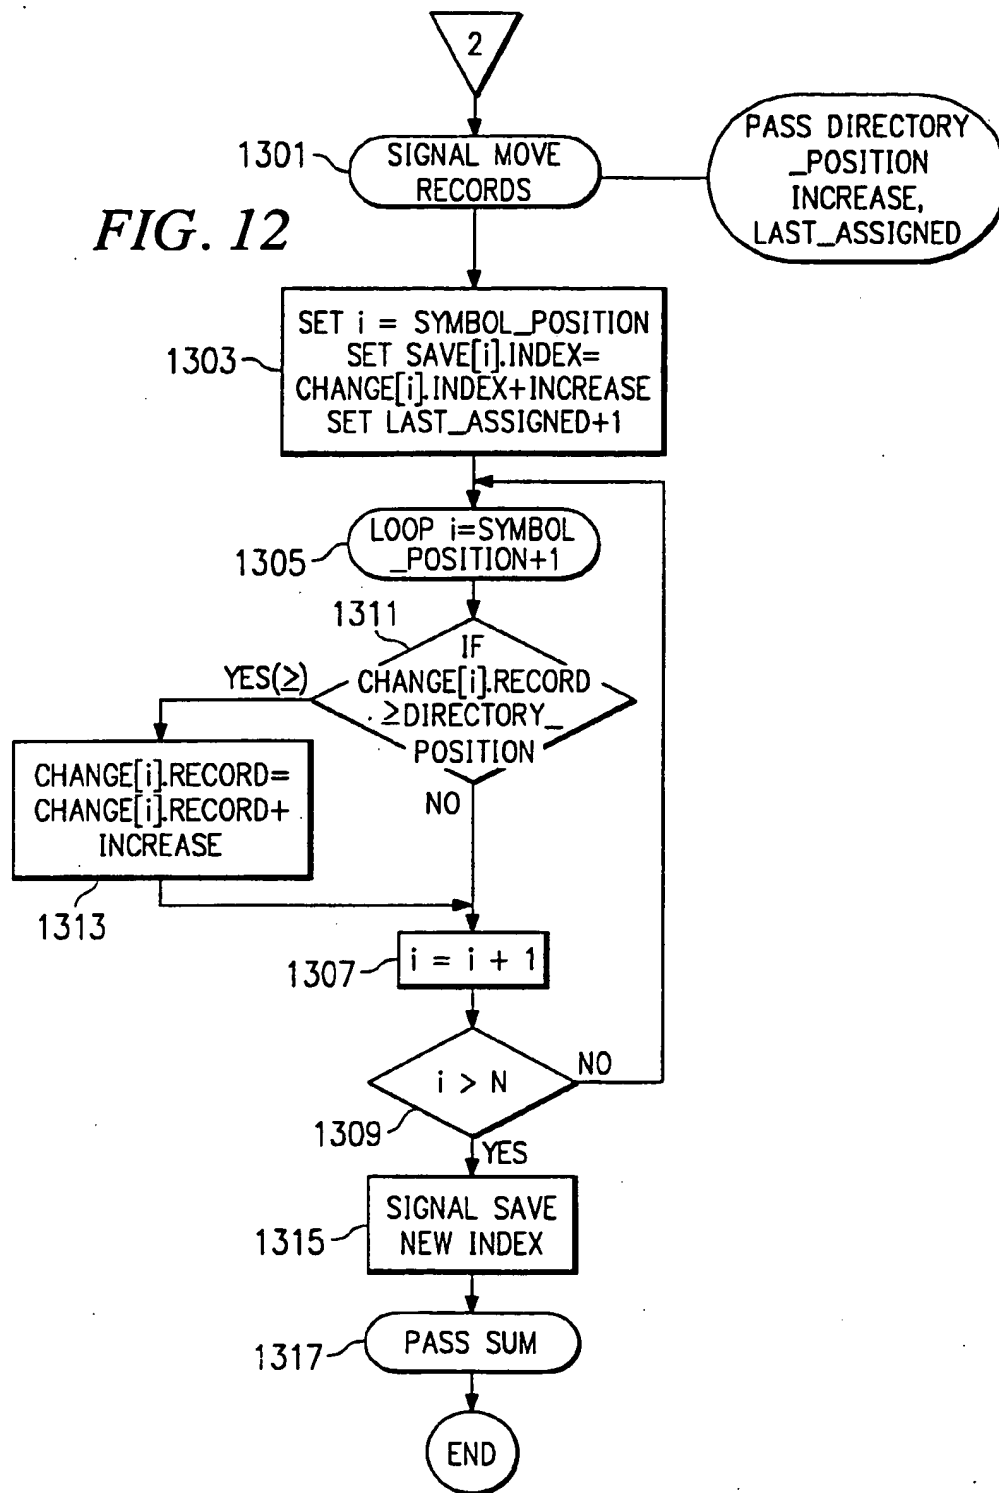 2
1301
SIGNAL MOVE
RECORDS
PASS DIRECTORY
_POSITION
INCREASE,
LAST_ASSIGNED
FIG. 12
1303
SET i = SYMBOL_POSITION
SET SAVE[i].INDEX=
CHANGE[i].INDEX+INCREASE
SET LAST_ASSIGNED+1
1305
LOOP i=SYMBOL
_POSITION+1
1311
IF
CHANGE[i].RECORD
≥DIRECTORY_
POSITION
YES(≥)
NO
CHANGE[i].RECORD=
CHANGE[i].RECORD+
INCREASE
1313
1307
i = i + 1
i > N
NO
1309
YES
1315
SIGNAL SAVE
NEW INDEX
1317
PASS SUM
END